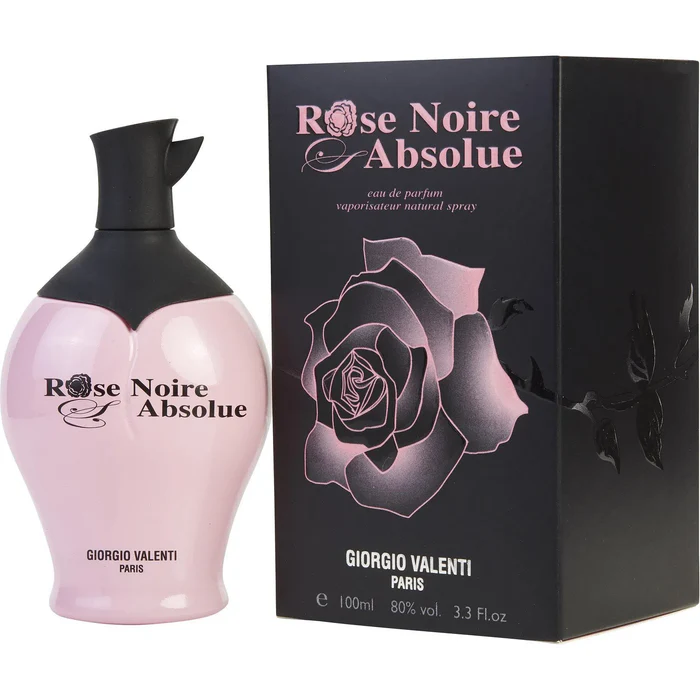 Rose Noire
Absolue
GIORGIO VALENTI
PARIS
Rose Noire
Absolue
eau de parfum
vaporisateur natural spray
GIORGIO VALENTI
PARIS
℮ 100ml 80% vol. 3.3 Fl.oz